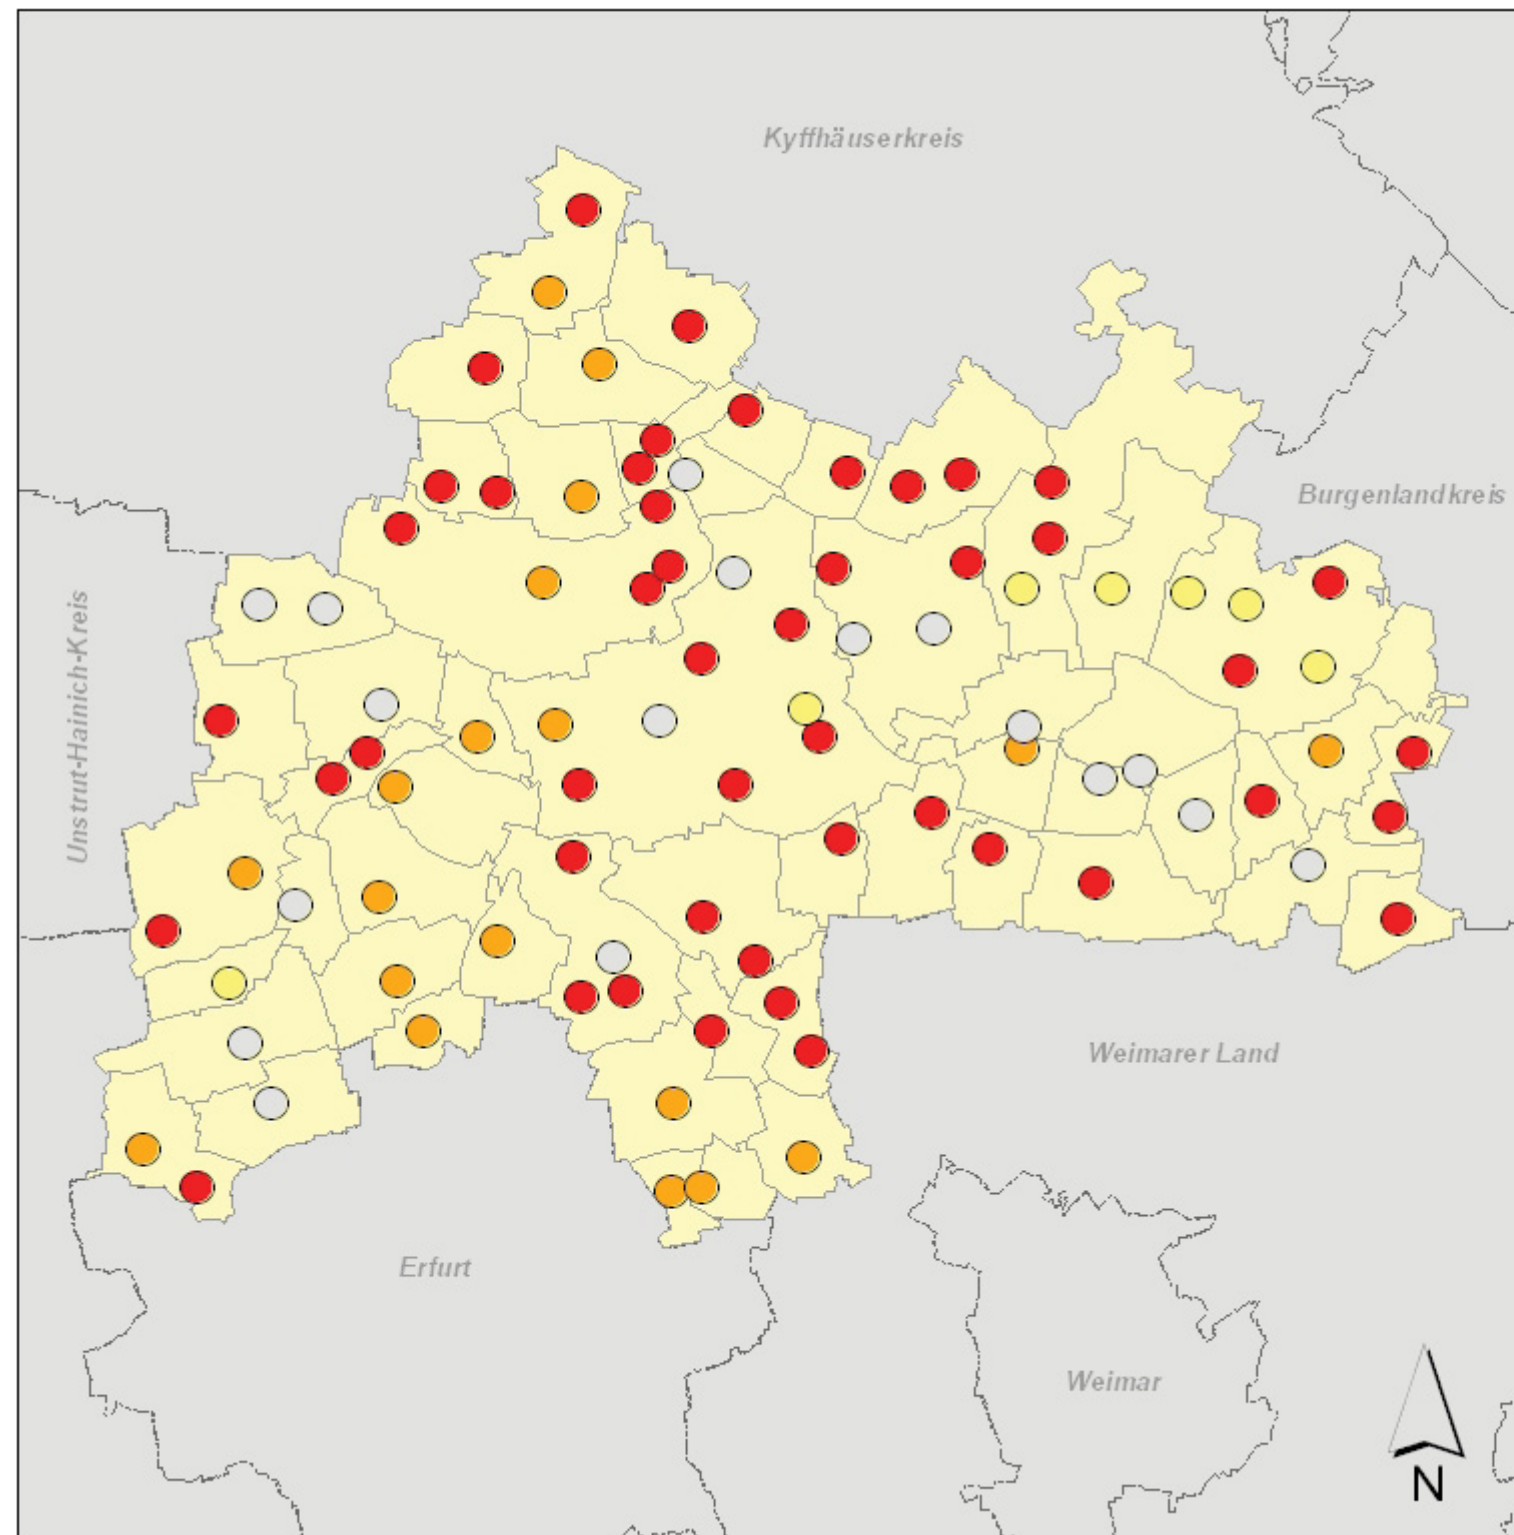 Kyffhäuserkreis
Burgenlandkreis
Unstrut-Hainich-Kreis
Weimarer Land
Erfurt
Weimar
N